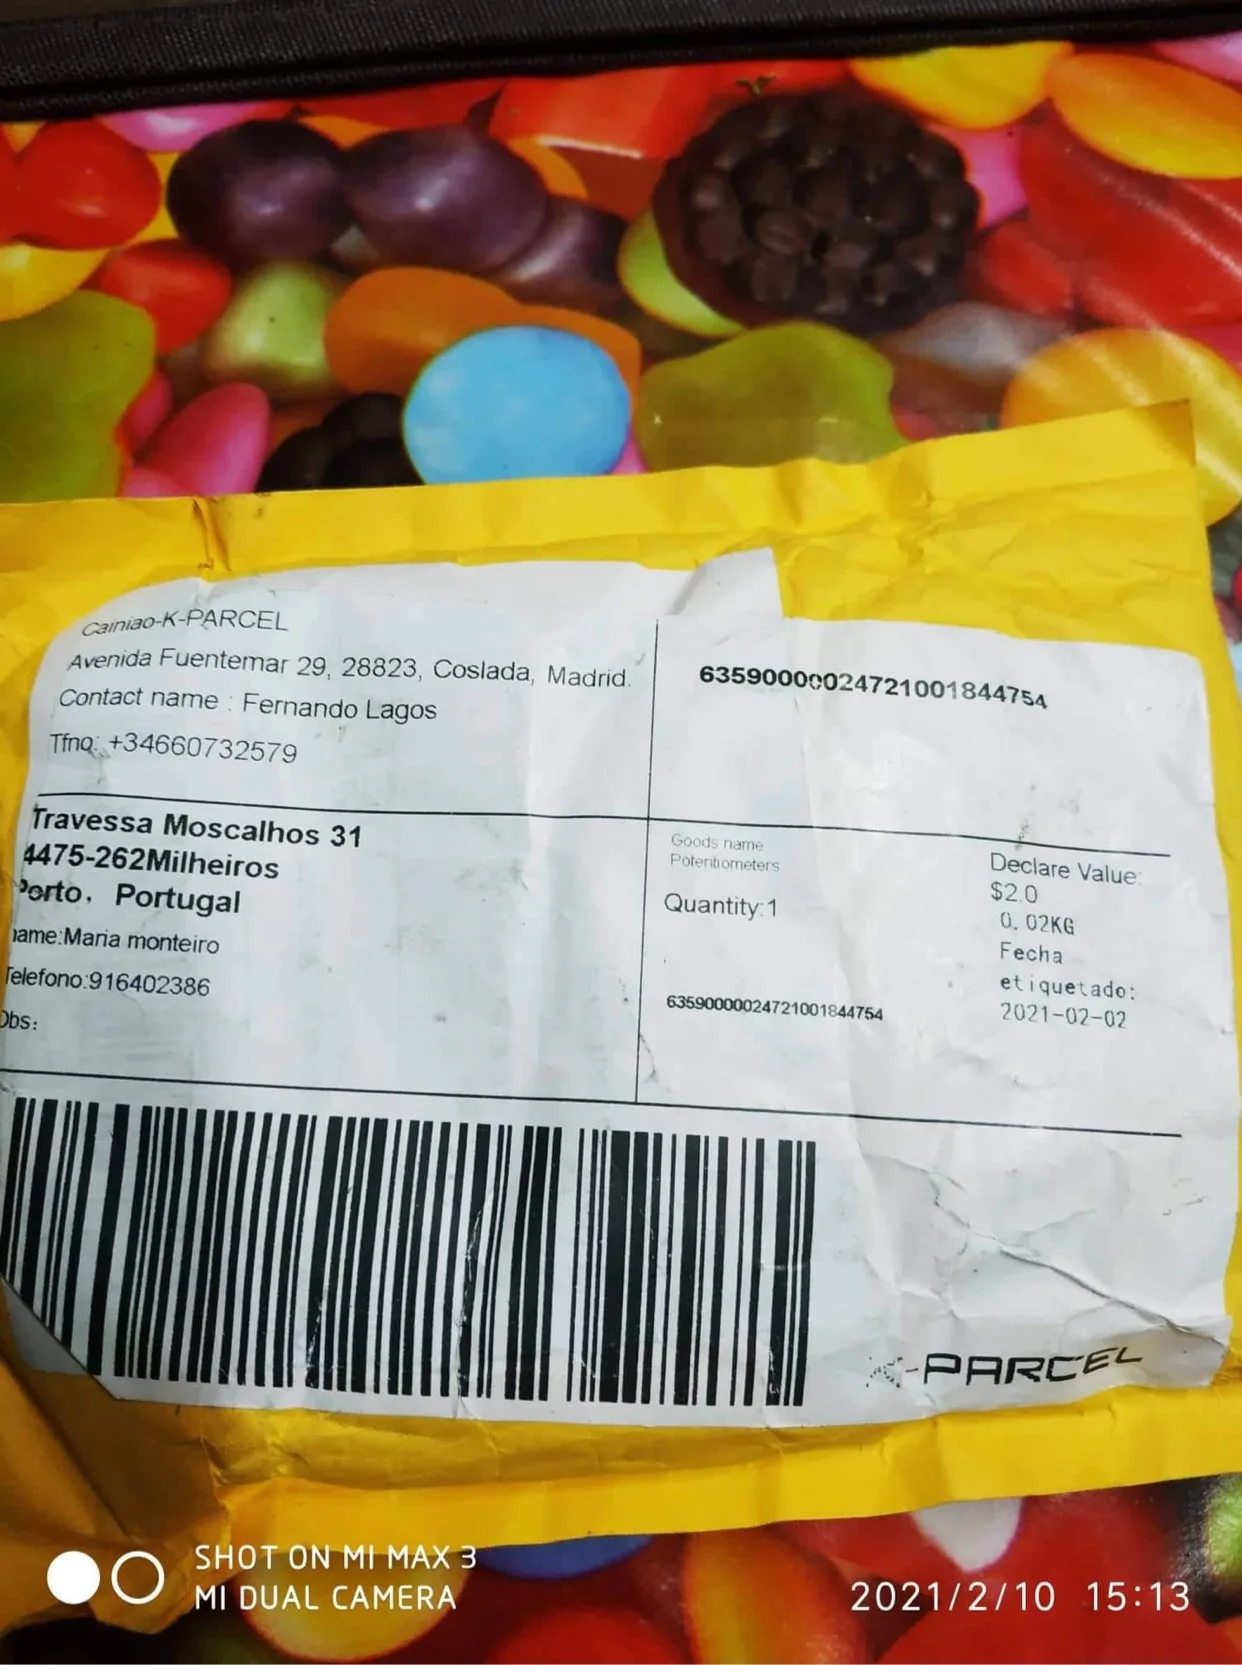 Cainiao-K-PARCEL
Avenida Fuentemar 29, 28823, Coslada, Madrid.
Contact name : Fernando Lagos
Tfno: +34660732579
63590000024721001844754
Travessa Moscalhos 31
4475-262Milheiros
Porto, Portugal
name:Maria monteiro
Telefono:916402386
Obs:
Goods name
Potentiometers
Quantity:1
63590000024721001844754
Declare Value:
$2.0
0.02KG
Fecha
etiquetado:
2021-02-02
K-PARCEL
SHOT ON MI MAX 3
MI DUAL CAMERA
2021/2/10 15:13